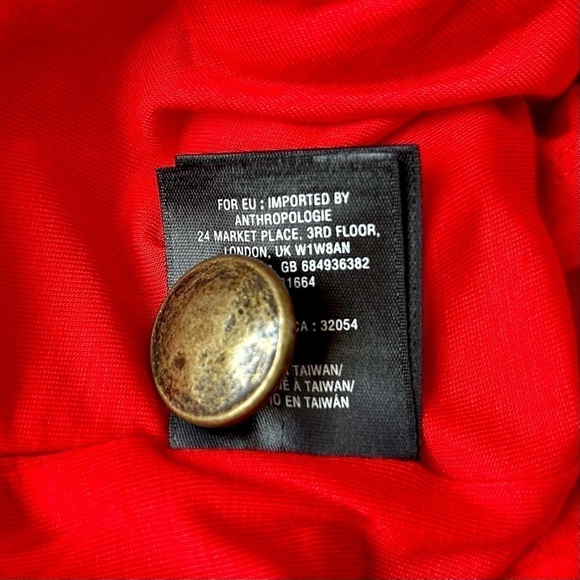 FOR EU : IMPORTED BY
ANTHROPOLOGIE
24 MARKET PLACE, 3RD FLOOR,
LONDON, UK W1W8AN
GB 684936382
1664
CA : 32054
TAIWAN/
À TAIWAN/
EN TAIWÁN